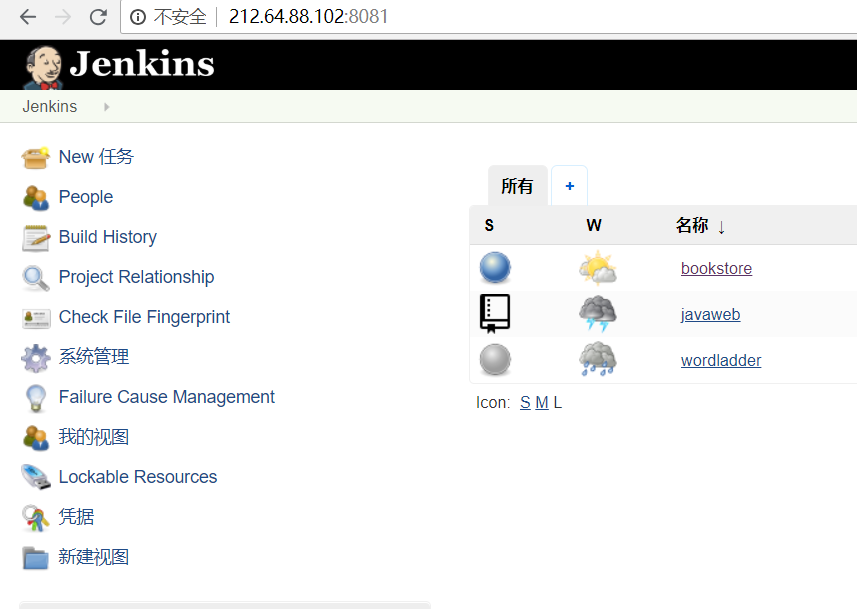 不安全 212.64.88.102:8081
Jenkins
Jenkins
New 任务
People
Build History
Project Relationship
Check File Fingerprint
系统管理
Failure Cause Management
我的视图
Lockable Resources
凭据
新建视图
所有 +
S W 名称 ↓
bookstore
javaweb
wordladder
Icon: S M L